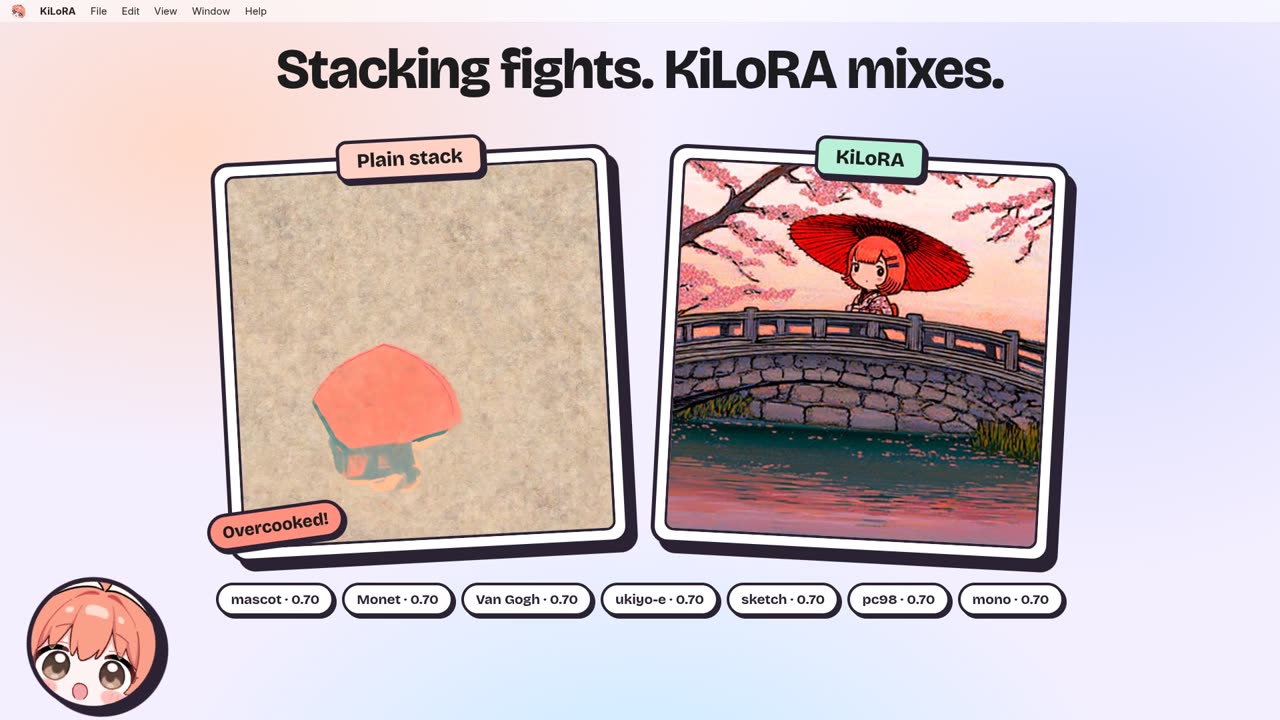 KiLoRA File Edit View Window Help
Stacking fights. KiLoRA mixes.
Plain stack
KiLoRA
Overcooked!
mascot · 0.70
Monet · 0.70
Van Gogh · 0.70
ukiyo-e · 0.70
sketch · 0.70
pc98 · 0.70
mono · 0.70